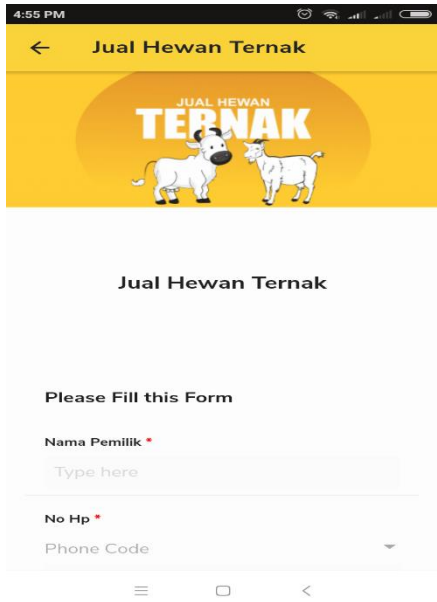 4:55 PM
Jual Hewan Ternak
JUAL HEWAN
TERNAK
Jual Hewan Ternak
Please Fill this Form
Nama Pemilik *
Type here
No Hp *
Phone Code